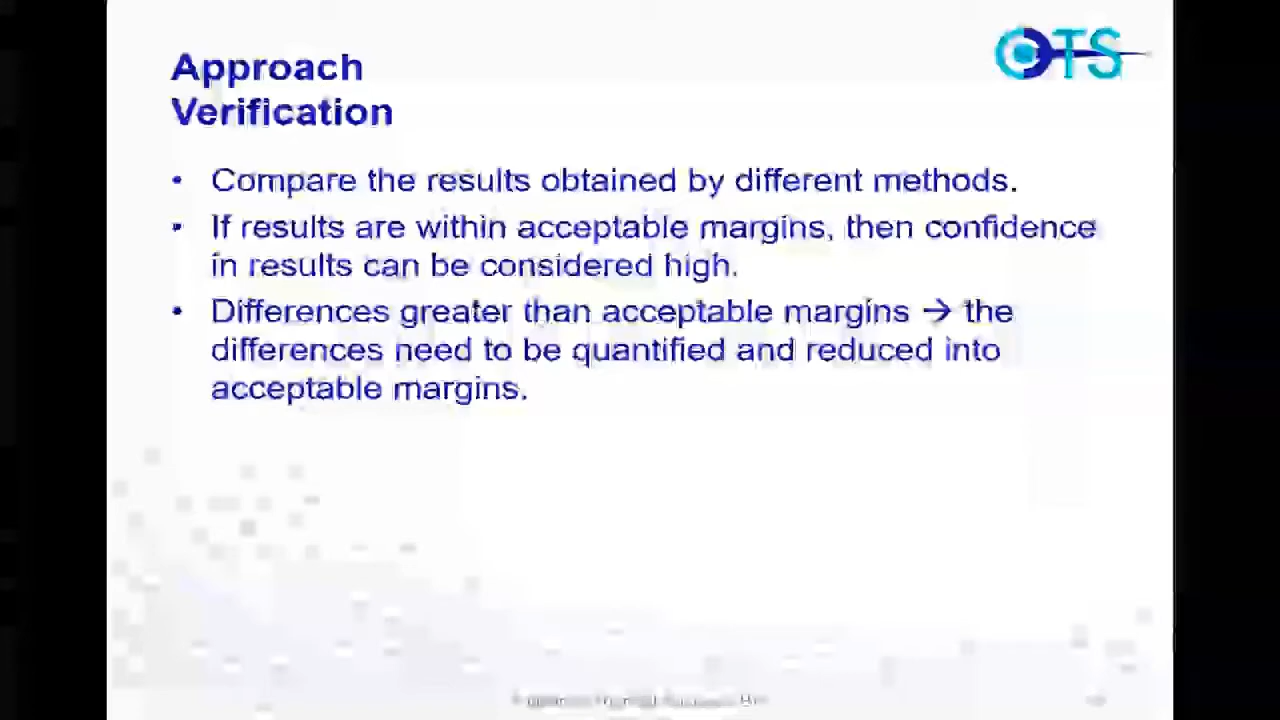 OTS
Approach
Verification
• Compare the results obtained by different methods.
• If results are within acceptable margins, then confidence
in results can be considered high.
• Differences greater than acceptable margins → the
differences need to be quantified and reduced into
acceptable margins.